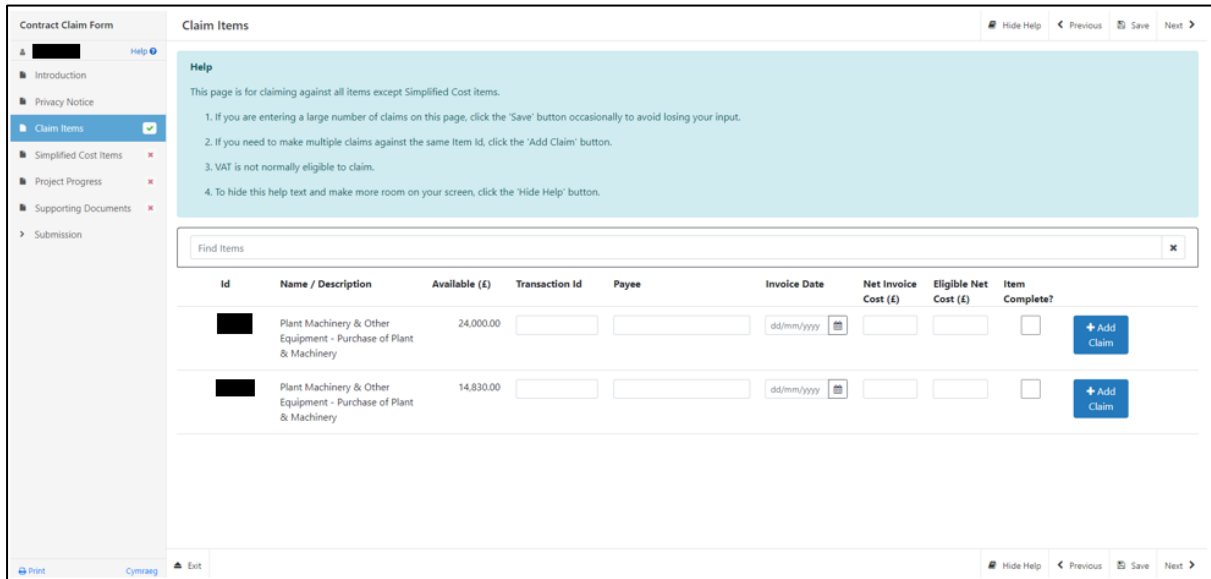 Contract Claim Form
Help
Introduction
Privacy Notice
Claim Items
Simplified Cost Items
Project Progress
Supporting Documents
Submission
Print Cymraeg
Claim Items
Hide Help Previous Save Next
Help
This page is for claiming against all items except Simplified Cost items.
1. If you are entering a large number of claims on this page, click the 'Save' button occasionally to avoid losing your input.
2. If you need to make multiple claims against the same Item Id, click the 'Add Claim' button.
3. VAT is not normally eligible to claim.
4. To hide this help text and make more room on your screen, click the 'Hide Help' button.
Find Items
Id Name / Description Available (£) Transaction Id Payee Invoice Date Net Invoice Eligible Net Item
Cost (£) Cost (£) Complete?
Plant Machinery & Other 24,000.00 dd/mm/yyyy + Add
Equipment - Purchase of Plant Claim
& Machinery
Plant Machinery & Other 14,830.00 dd/mm/yyyy + Add
Equipment - Purchase of Plant Claim
& Machinery
Exit Hide Help Previous Save Next